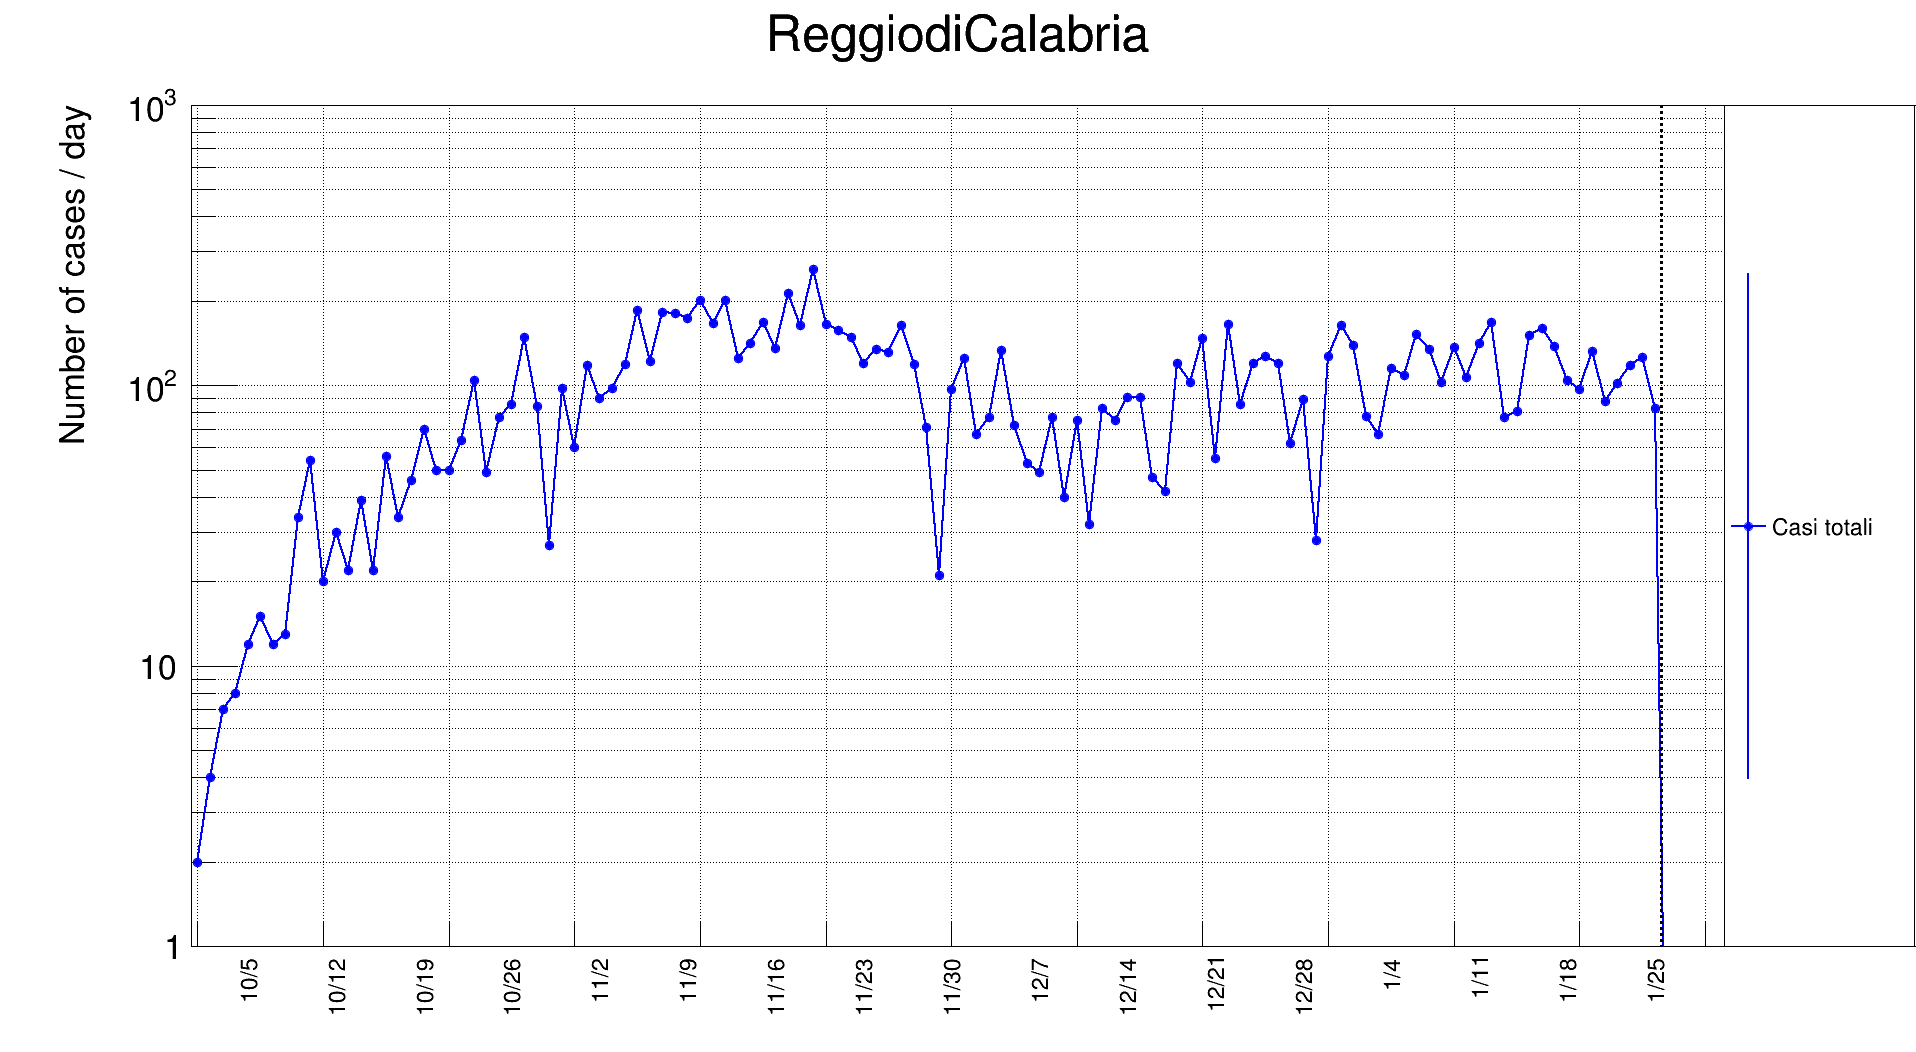 ReggiodiCalabria
Number of cases / day
10³
10²
10
1
10/5 10/12 10/19 10/26 11/2 11/9 11/16 11/23 11/30 12/7 12/14 12/21 12/28 1/4 1/11 1/18 1/25
Casi totali